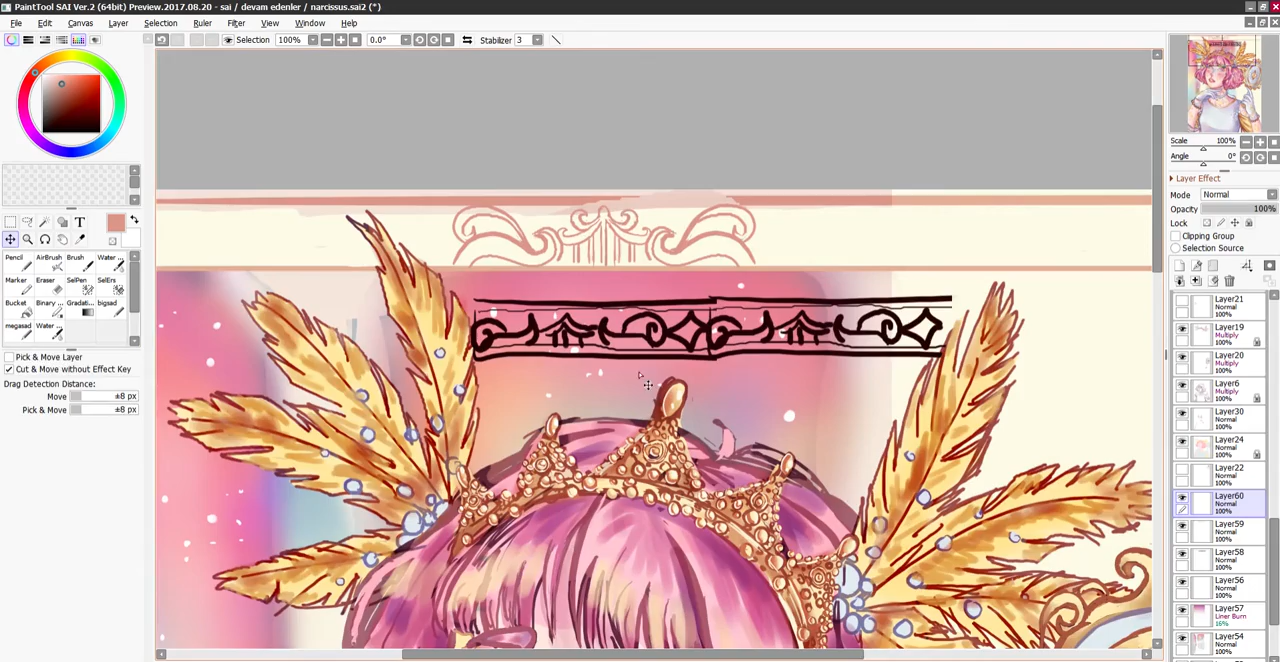 PaintTool SAI Ver.2 (64bit) Preview.2017.08.20 - sai / devam edenler / narcissus.sai2 (*)
File Edit Canvas Layer Selection Ruler Filter View Window Help
Selection 100% 0.0° Stabilizer 3
Scale 100%
Angle 0°
Layer Effect
Mode Normal
Opacity 100%
Lock
Clipping Group
Selection Source
T
Pencil AirBrush Brush Water ..
Marker Eraser SelPen SelErs
Bucket Binary .. Gradati.. bigsad
megasad Water ..
Pick & Move Layer
Cut & Move without Effect Key
Drag Detection Distance:
Move ±8 px
Pick & Move ±8 px
Layer21
Normal
100%
Layer19
Multiply
100%
Layer20
Multiply
100%
Layer6
Multiply
100%
Layer30
Normal
100%
Layer24
Normal
100%
Layer22
Normal
100%
Layer60
Normal
100%
Layer59
Normal
100%
Layer58
Normal
100%
Layer56
Normal
100%
Layer57
Liner Burn
16%
Layer54
Normal
100%